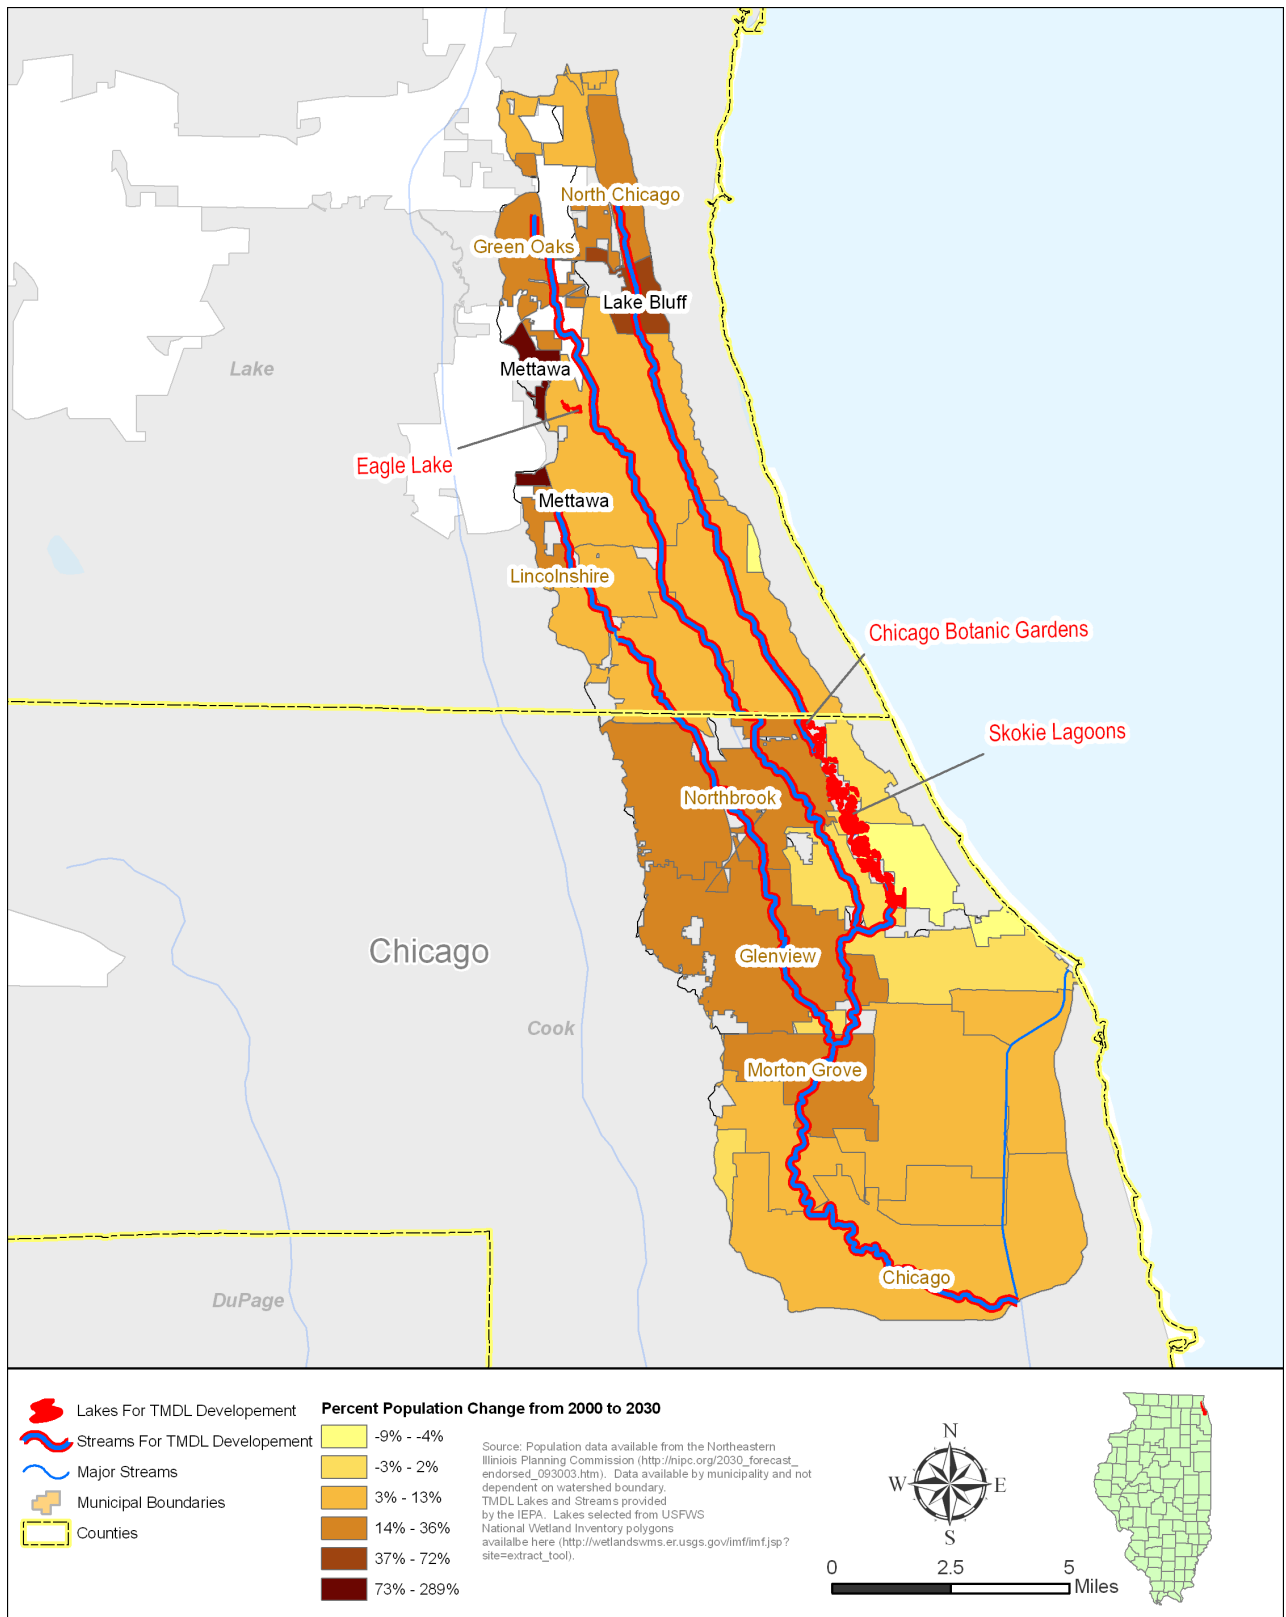 North Chicago
Green Oaks
Lake Bluff
Lake
Mettawa
Eagle Lake
Mettawa
Lincolnshire
Chicago Botanic Gardens
Skokie Lagoons
Northbrook
Chicago
Glenview
Cook
Morton Grove
Chicago
DuPage
Lakes For TMDL Developement
Streams For TMDL Developement
Major Streams
Municipal Boundaries
Counties
Percent Population Change from 2000 to 2030
-9% - -4%
-3% - 2%
3% - 13%
14% - 36%
37% - 72%
73% - 289%
Source: Population data available from the Northeastern
Illiniois Planning Commission (http://nipc.org/2030_forecast_
endorsed_093003.htm). Data available by municipality and not
dependent on watershed boundary.
TMDL Lakes and Streams provided
by the IEPA. Lakes selected from USFWS
National Wetland Inventory polygons
availalbe here (http://wetlandswms.er.usgs.gov/imf/imf.jsp?
site=extract_tool).
N
W E
S
0 2.5 5
Miles